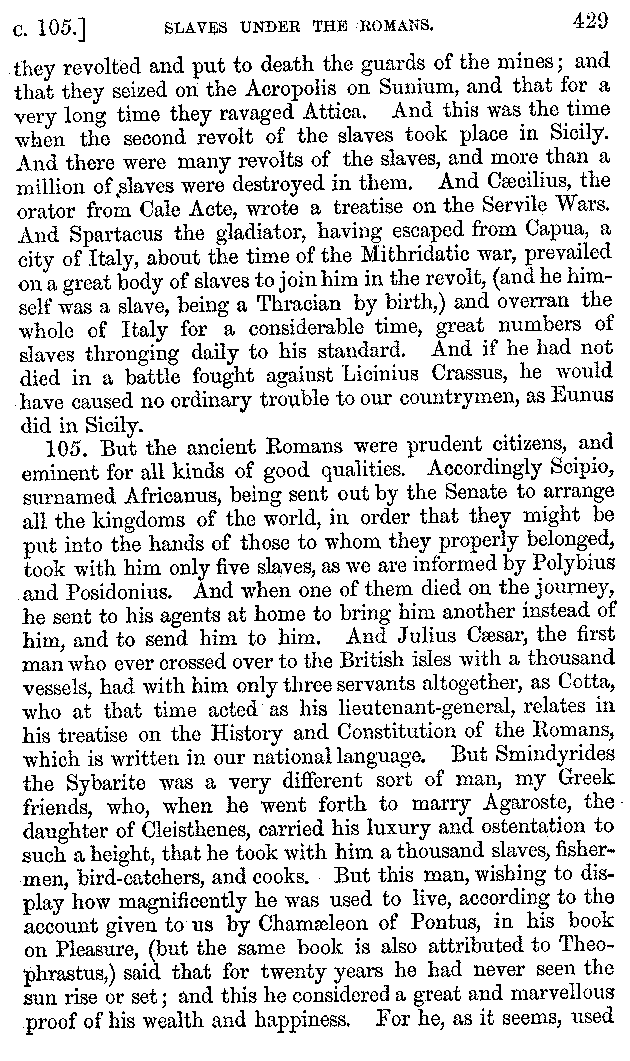 c. 105.] SLAVES UNDER THE ROMANS. 429
they revolted and put to death the guards of the mines; and
that they seized on the Acropolis on Sunium, and that for a
very long time they ravaged Attica. And this was the time
when the second revolt of the slaves took place in Sicily.
And there were many revolts of the slaves, and more than a
million of slaves were destroyed in them. And Cæcilius, the
orator from Cale Acte, wrote a treatise on the Servile Wars.
And Spartacus the gladiator, having escaped from Capua, a
city of Italy, about the time of the Mithridatic war, prevailed
on a great body of slaves to join him in the revolt, (and he him-
self was a slave, being a Thracian by birth,) and overran the
whole of Italy for a considerable time, great numbers of
slaves thronging daily to his standard. And if he had not
died in a battle fought against Licinius Crassus, he would
have caused no ordinary trouble to our countrymen, as Eunus
did in Sicily.
105. But the ancient Romans were prudent citizens, and
eminent for all kinds of good qualities. Accordingly Scipio,
surnamed Africanus, being sent out by the Senate to arrange
all the kingdoms of the world, in order that they might be
put into the hands of those to whom they properly belonged,
took with him only five slaves, as we are informed by Polybius
and Posidonius. And when one of them died on the journey,
he sent to his agents at home to bring him another instead of
him, and to send him to him. And Julius Cæsar, the first
man who ever crossed over to the British isles with a thousand
vessels, had with him only three servants altogether, as Cotta,
who at that time acted as his lieutenant-general, relates in
his treatise on the History and Constitution of the Romans,
which is written in our national language. But Smindyrides
the Sybarite was a very different sort of man, my Greek
friends, who, when he went forth to marry Agaroste, the
daughter of Cleisthenes, carried his luxury and ostentation to
such a height, that he took with him a thousand slaves, fisher-
men, bird-catchers, and cooks. But this man, wishing to dis-
play how magnificently he was used to live, according to the
account given to us by Chamæleon of Pontus, in his book
on Pleasure, (but the same book is also attributed to Theo-
phrastus,) said that for twenty years he had never seen the
sun rise or set; and this he considered a great and marvellous
proof of his wealth and happiness. For he, as it seems, used